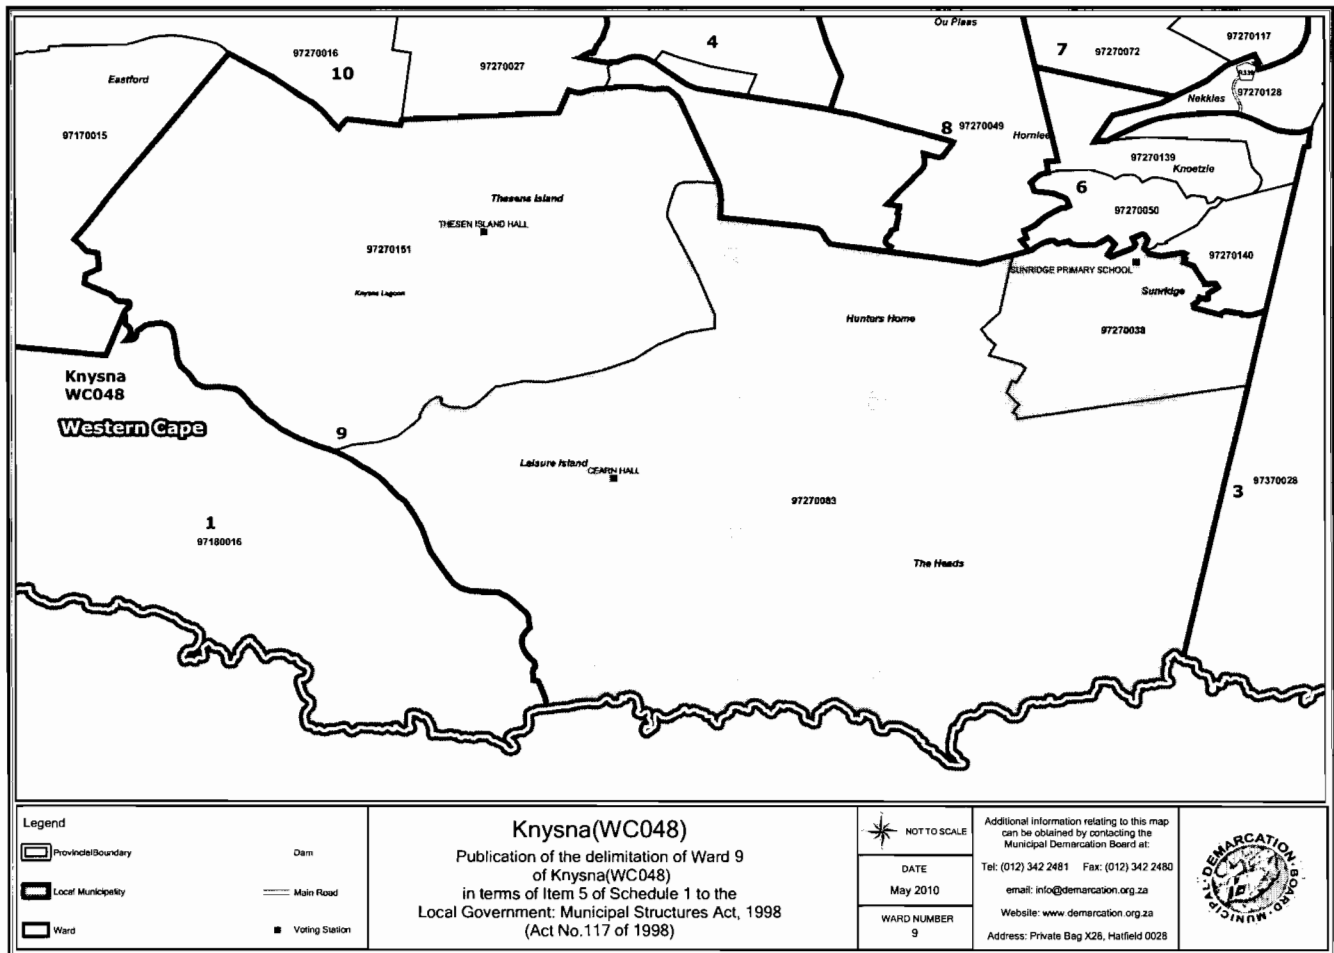 Ou Plaas
4
7
97270072
97270117
97270016
10
97270027
Eastford
Nekkies
97270128
97170015
8
97270049
Hornlee
97270139
Knoetzie
Thesens Island
6
97270050
THESEN ISLAND HALL
97270151
97270140
SUNRIDGE PRIMARY SCHOOL
Knysna Lagoon
Sunridge
Hunters Home
97270038
Knysna
WC048
Western Cape
9
Leisure Island
CEARN HALL
97270083
3
97370028
1
97180016
The Heads
Legend
ProvincialBoundary
Dam
Local Municipality
Main Road
Ward
Voting Station
Knysna(WC048)
Publication of the delimitation of Ward 9
of Knysna(WC048)
in terms of Item 5 of Schedule 1 to the
Local Government: Municipal Structures Act, 1998
(Act No.117 of 1998)
NOT TO SCALE
DATE
May 2010
WARD NUMBER
9
Additional information relating to this map
can be obtained by contacting the
Municipal Demarcation Board at:
Tel: (012) 342 2481 Fax: (012) 342 2480
email: info@demarcation.org.za
Website: www.demarcation.org.za
Address: Private Bag X28, Hatfield 0028
MUNICIPAL DEMARCATION BOARD